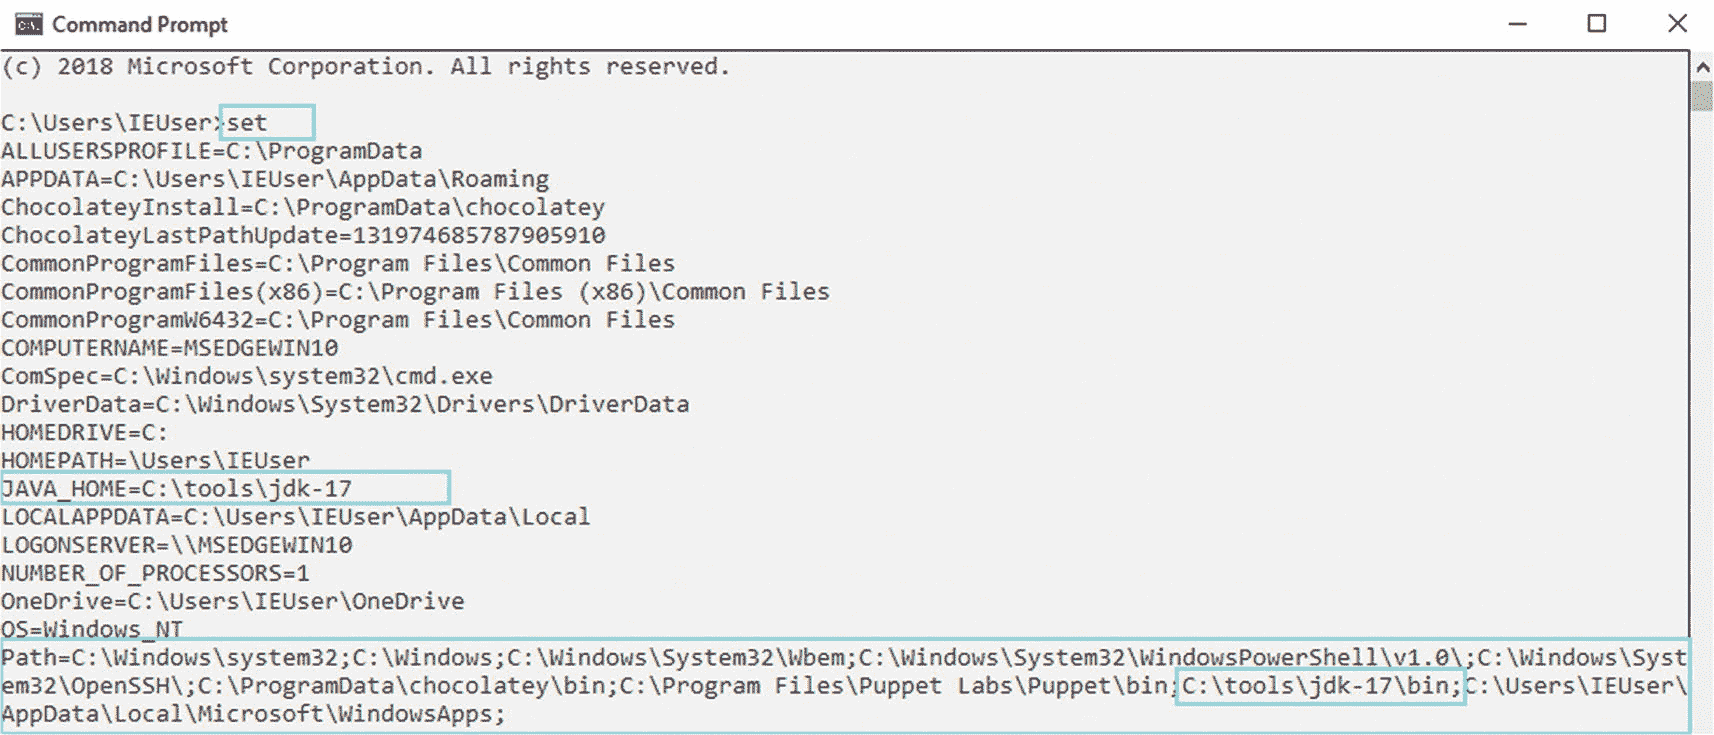 Command Prompt
(c) 2018 Microsoft Corporation. All rights reserved.
C:\Users\IEUser>set
ALLUSERSPROFILE=C:\ProgramData
APPDATA=C:\Users\IEUser\AppData\Roaming
ChocolateyInstall=C:\ProgramData\chocolatey
ChocolateyLastPathUpdate=131974685787905910
CommonProgramFiles=C:\Program Files\Common Files
CommonProgramFiles(x86)=C:\Program Files (x86)\Common Files
CommonProgramW6432=C:\Program Files\Common Files
COMPUTERNAME=MSEDGEWIN10
ComSpec=C:\Windows\system32\cmd.exe
DriverData=C:\Windows\System32\Drivers\DriverData
HOMEDRIVE=C:
HOMEPATH=\Users\IEUser
JAVA_HOME=C:\tools\jdk-17
LOCALAPPDATA=C:\Users\IEUser\AppData\Local
LOGONSERVER=\\MSEDGEWIN10
NUMBER_OF_PROCESSORS=1
OneDrive=C:\Users\IEUser\OneDrive
OS=Windows_NT
Path=C:\Windows\system32;C:\Windows;C:\Windows\System32\Wbem;C:\Windows\System32\WindowsPowerShell\v1.0\;C:\Windows\Syst
em32\OpenSSH\;C:\ProgramData\chocolatey\bin;C:\Program Files\Puppet Labs\Puppet\bin;C:\tools\jdk-17\bin;C:\Users\IEUser\
AppData\Local\Microsoft\WindowsApps;